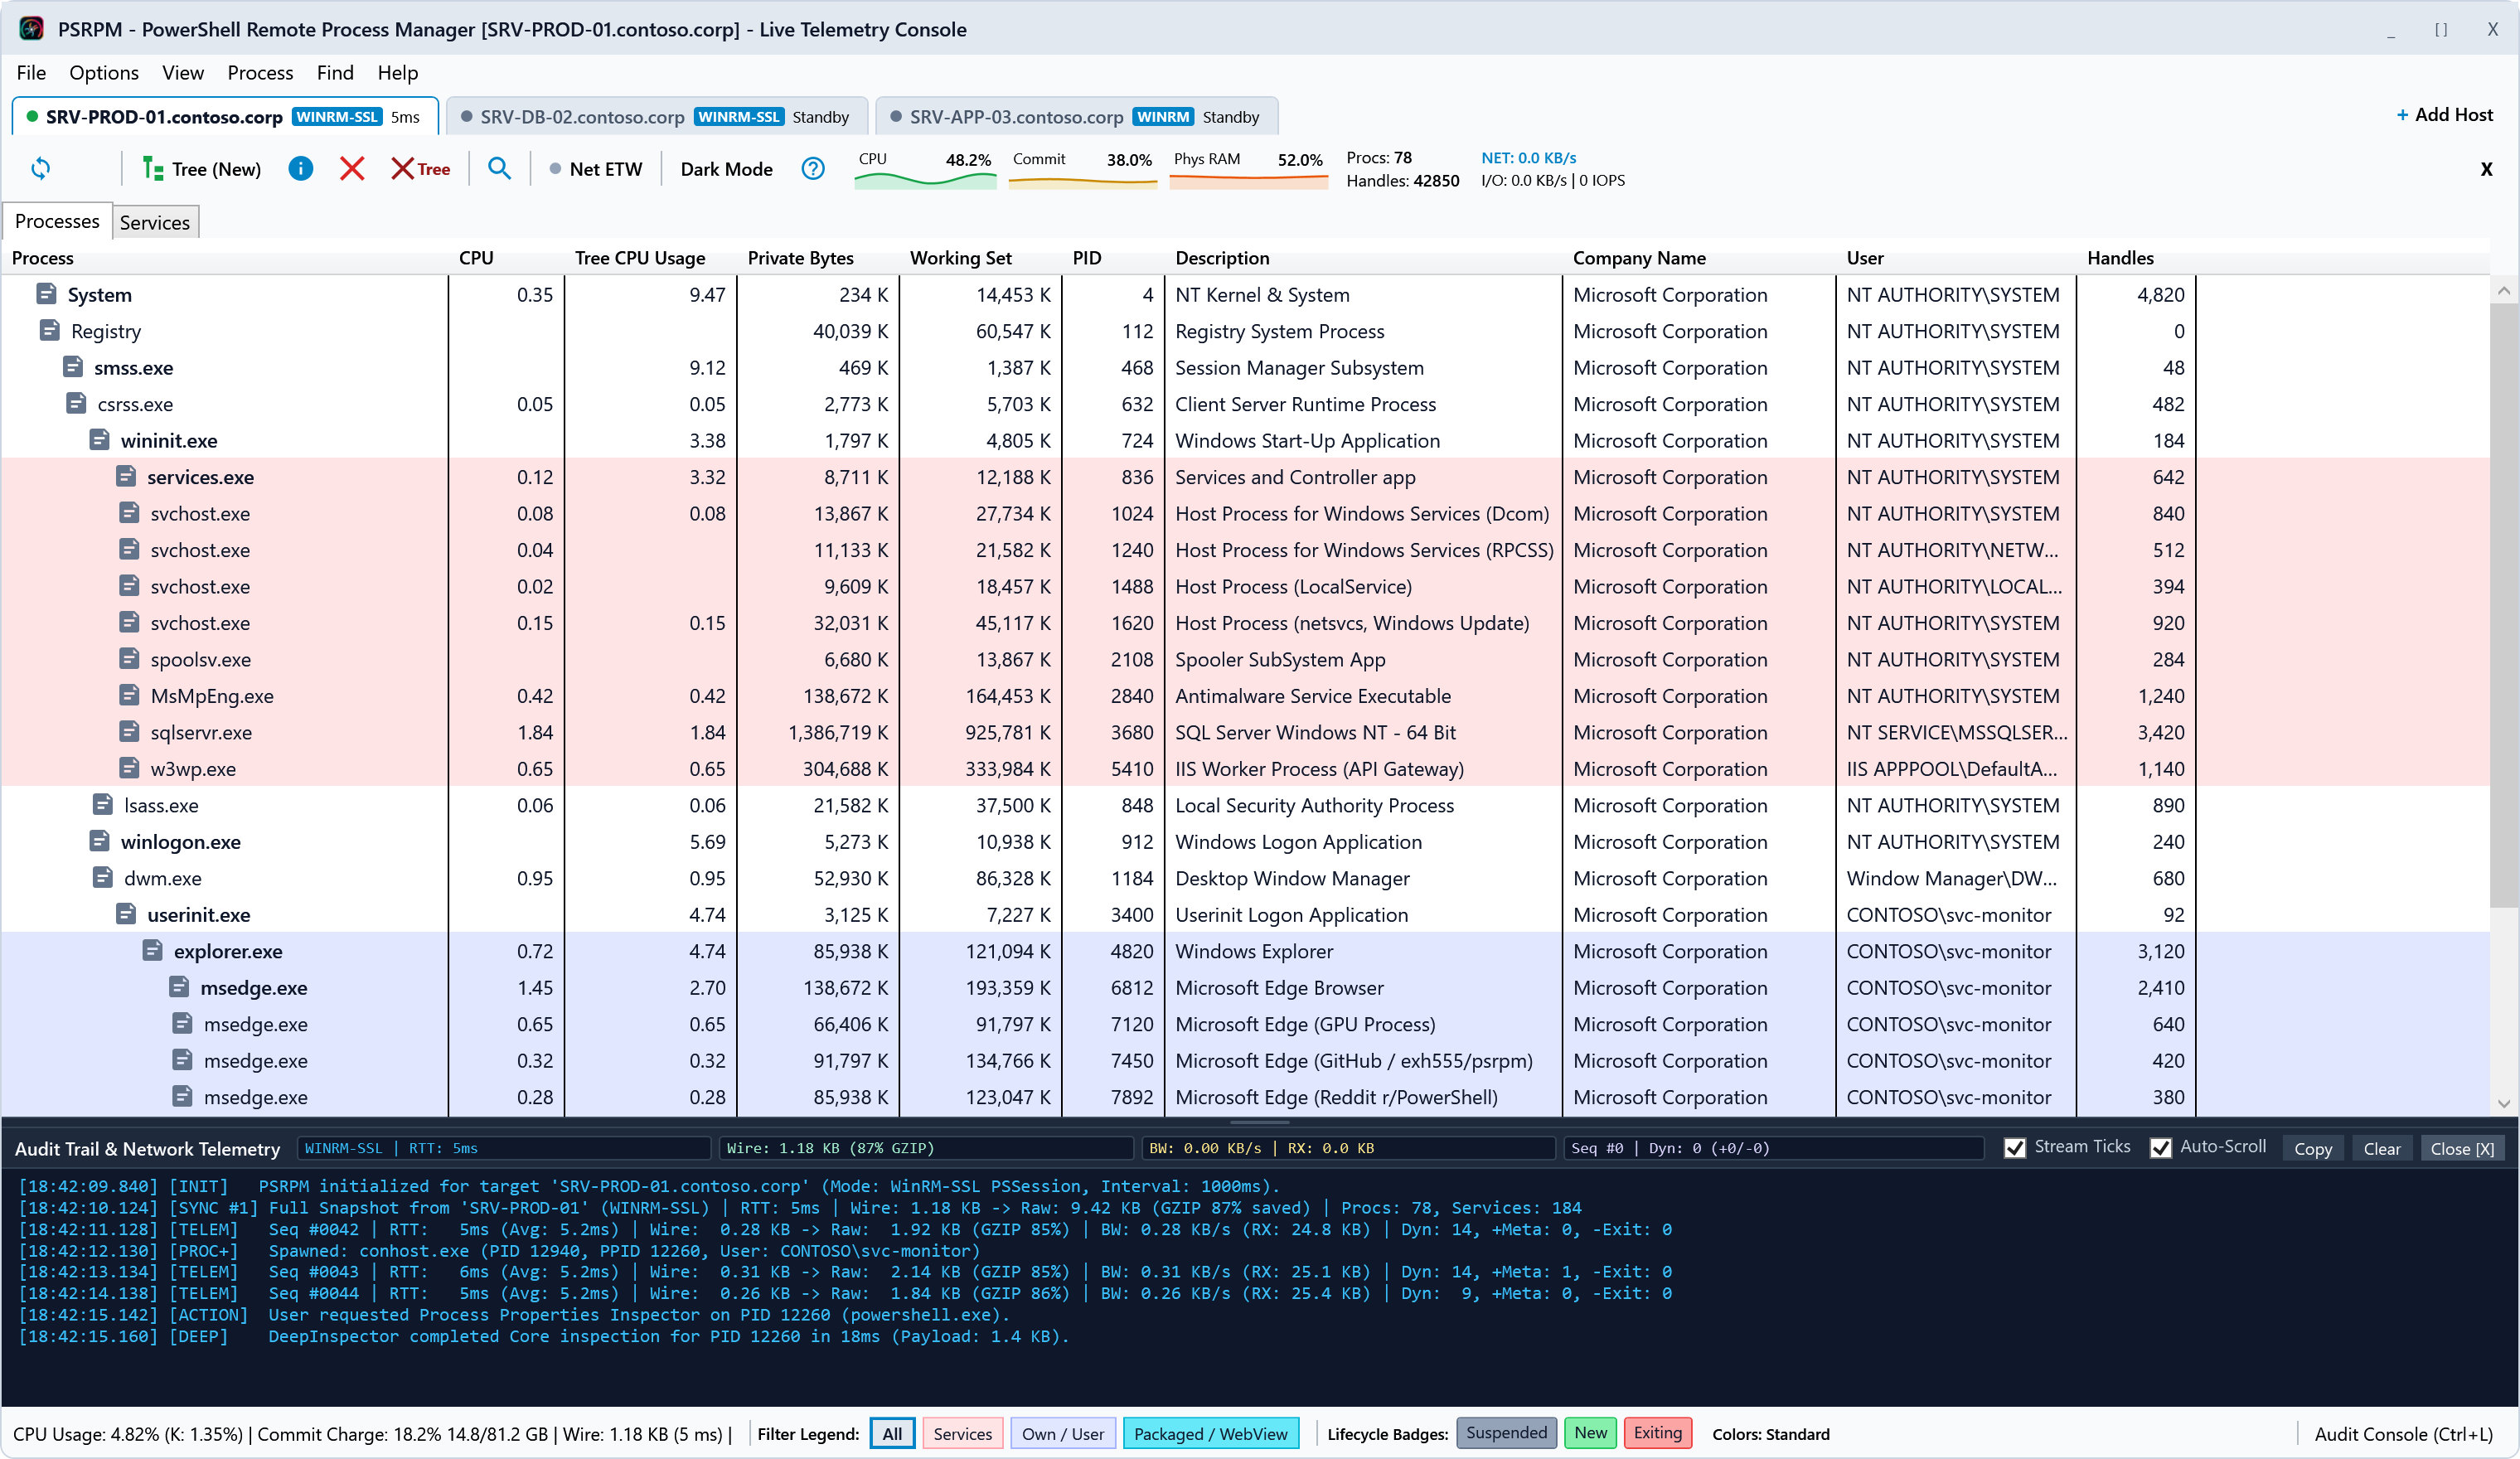 PSRPM - PowerShell Remote Process Manager [SRV-PROD-01.contoso.corp] - Live Telemetry Console
_ [] X
File Options View Process Find Help
SRV-PROD-01.contoso.corp WINRM-SSL 5ms SRV-DB-02.contoso.corp WINRM-SSL Standby SRV-APP-03.contoso.corp WINRM Standby + Add Host
Tree (New) Tree Net ETW Dark Mode CPU 48.2% Commit 38.0% Phys RAM 52.0% Procs: 78 NET: 0.0 KB/s X
Handles: 42850 I/O: 0.0 KB/s | 0 IOPS
Processes Services
Process CPU Tree CPU Usage Private Bytes Working Set PID Description Company Name User Handles
System 0.35 9.47 234 K 14,453 K 4 NT Kernel & System Microsoft Corporation NT AUTHORITY\SYSTEM 4,820
Registry 40,039 K 60,547 K 112 Registry System Process Microsoft Corporation NT AUTHORITY\SYSTEM 0
smss.exe 9.12 469 K 1,387 K 468 Session Manager Subsystem Microsoft Corporation NT AUTHORITY\SYSTEM 48
csrss.exe 0.05 0.05 2,773 K 5,703 K 632 Client Server Runtime Process Microsoft Corporation NT AUTHORITY\SYSTEM 482
wininit.exe 3.38 1,797 K 4,805 K 724 Windows Start-Up Application Microsoft Corporation NT AUTHORITY\SYSTEM 184
services.exe 0.12 3.32 8,711 K 12,188 K 836 Services and Controller app Microsoft Corporation NT AUTHORITY\SYSTEM 642
svchost.exe 0.08 0.08 13,867 K 27,734 K 1024 Host Process for Windows Services (Dcom) Microsoft Corporation NT AUTHORITY\SYSTEM 840
svchost.exe 0.04 11,133 K 21,582 K 1240 Host Process for Windows Services (RPCSS) Microsoft Corporation NT AUTHORITY\NETW... 512
svchost.exe 0.02 9,609 K 18,457 K 1488 Host Process (LocalService) Microsoft Corporation NT AUTHORITY\LOCAL... 394
svchost.exe 0.15 0.15 32,031 K 45,117 K 1620 Host Process (netsvcs, Windows Update) Microsoft Corporation NT AUTHORITY\SYSTEM 920
spoolsv.exe 6,680 K 13,867 K 2108 Spooler SubSystem App Microsoft Corporation NT AUTHORITY\SYSTEM 284
MsMpEng.exe 0.42 0.42 138,672 K 164,453 K 2840 Antimalware Service Executable Microsoft Corporation NT AUTHORITY\SYSTEM 1,240
sqlservr.exe 1.84 1.84 1,386,719 K 925,781 K 3680 SQL Server Windows NT - 64 Bit Microsoft Corporation NT SERVICE\MSSQLSER... 3,420
w3wp.exe 0.65 0.65 304,688 K 333,984 K 5410 IIS Worker Process (API Gateway) Microsoft Corporation IIS APPPOOL\DefaultA... 1,140
lsass.exe 0.06 0.06 21,582 K 37,500 K 848 Local Security Authority Process Microsoft Corporation NT AUTHORITY\SYSTEM 890
winlogon.exe 5.69 5,273 K 10,938 K 912 Windows Logon Application Microsoft Corporation NT AUTHORITY\SYSTEM 240
dwm.exe 0.95 0.95 52,930 K 86,328 K 1184 Desktop Window Manager Microsoft Corporation Window Manager\DW... 680
userinit.exe 4.74 3,125 K 7,227 K 3400 Userinit Logon Application Microsoft Corporation CONTOSO\svc-monitor 92
explorer.exe 0.72 4.74 85,938 K 121,094 K 4820 Windows Explorer Microsoft Corporation CONTOSO\svc-monitor 3,120
msedge.exe 1.45 2.70 138,672 K 193,359 K 6812 Microsoft Edge Browser Microsoft Corporation CONTOSO\svc-monitor 2,410
msedge.exe 0.65 0.65 66,406 K 91,797 K 7120 Microsoft Edge (GPU Process) Microsoft Corporation CONTOSO\svc-monitor 640
msedge.exe 0.32 0.32 91,797 K 134,766 K 7450 Microsoft Edge (GitHub / exh555/psrpm) Microsoft Corporation CONTOSO\svc-monitor 420
msedge.exe 0.28 0.28 85,938 K 123,047 K 7892 Microsoft Edge (Reddit r/PowerShell) Microsoft Corporation CONTOSO\svc-monitor 380
Audit Trail & Network Telemetry WINRM-SSL | RTT: 5ms Wire: 1.18 KB (87% GZIP) BW: 0.00 KB/s | RX: 0.0 KB Seq #0 | Dyn: 0 (+0/-0) Stream Ticks Auto-Scroll Copy Clear Close [X]
[18:42:09.840] [INIT] PSRPM initialized for target 'SRV-PROD-01.contoso.corp' (Mode: WinRM-SSL PSSession, Interval: 1000ms).
[18:42:10.124] [SYNC #1] Full Snapshot from 'SRV-PROD-01' (WINRM-SSL) | RTT: 5ms | Wire: 1.18 KB -> Raw: 9.42 KB (GZIP 87% saved) | Procs: 78, Services: 184
[18:42:11.128] [TELEM] Seq #0042 | RTT: 5ms (Avg: 5.2ms) | Wire: 0.28 KB -> Raw: 1.92 KB (GZIP 85%) | BW: 0.28 KB/s (RX: 24.8 KB) | Dyn: 14, +Meta: 0, -Exit: 0
[18:42:12.130] [PROC+] Spawned: conhost.exe (PID 12940, PPID 12260, User: CONTOSO\svc-monitor)
[18:42:13.134] [TELEM] Seq #0043 | RTT: 6ms (Avg: 5.2ms) | Wire: 0.31 KB -> Raw: 2.14 KB (GZIP 85%) | BW: 0.31 KB/s (RX: 25.1 KB) | Dyn: 14, +Meta: 1, -Exit: 0
[18:42:14.138] [TELEM] Seq #0044 | RTT: 5ms (Avg: 5.2ms) | Wire: 0.26 KB -> Raw: 1.84 KB (GZIP 86%) | BW: 0.26 KB/s (RX: 25.4 KB) | Dyn: 9, +Meta: 0, -Exit: 0
[18:42:15.142] [ACTION] User requested Process Properties Inspector on PID 12260 (powershell.exe).
[18:42:15.160] [DEEP] DeepInspector completed Core inspection for PID 12260 in 18ms (Payload: 1.4 KB).
CPU Usage: 4.82% (K: 1.35%) | Commit Charge: 18.2% 14.8/81.2 GB | Wire: 1.18 KB (5 ms) | Filter Legend: All Services Own / User Packaged / WebView Lifecycle Badges: Suspended New Exiting Colors: Standard Audit Console (Ctrl+L)